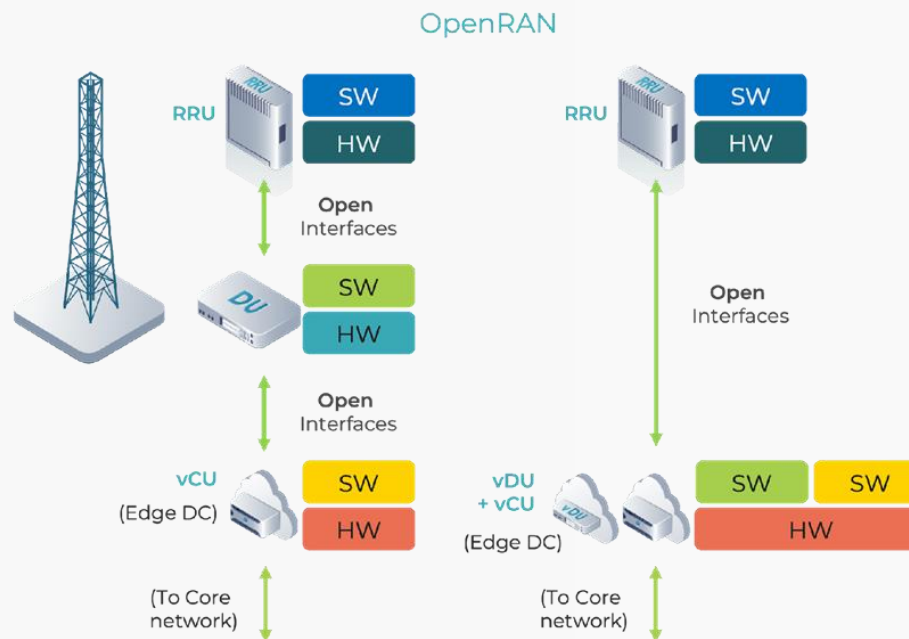 OpenRAN
RRU
RRU
SW
HW
Open
Interfaces
DU
SW
HW
Open
Interfaces
vCU
(Edge DC)
SW
HW
(To Core
network)
RRU
RRU
SW
HW
Open
Interfaces
vDU
+ vCU
(Edge DC)
vDU
SW
SW
HW
(To Core
network)